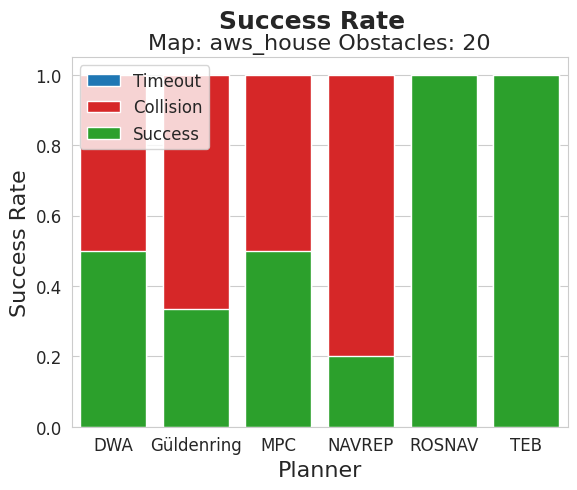 Success Rate
Map: aws_house Obstacles: 20
Timeout
Collision
Success
1.0
0.8
0.6
0.4
0.2
0.0
Success Rate
DWA Güldenring MPC NAVREP ROSNAV TEB
Planner